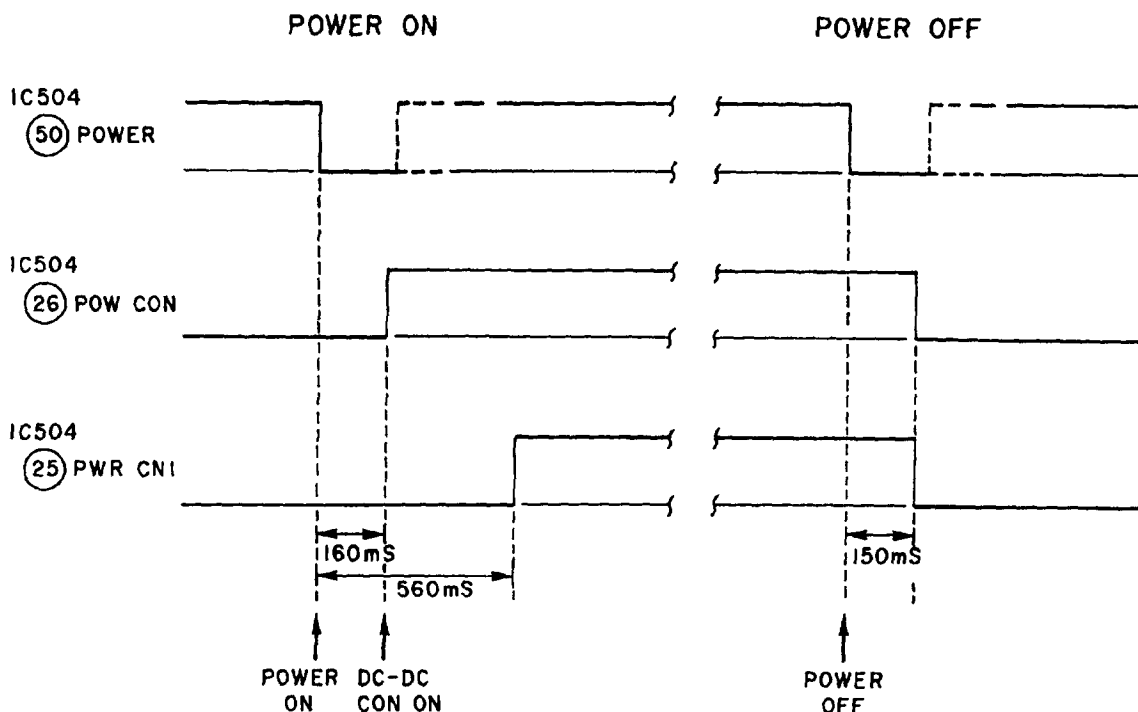 POWER ON
POWER OFF
IC504
50 POWER
IC504
26 POW CON
IC504
25 PWR CN1
160mS
560mS
150mS
POWER ON
DC-DC CON ON
POWER OFF